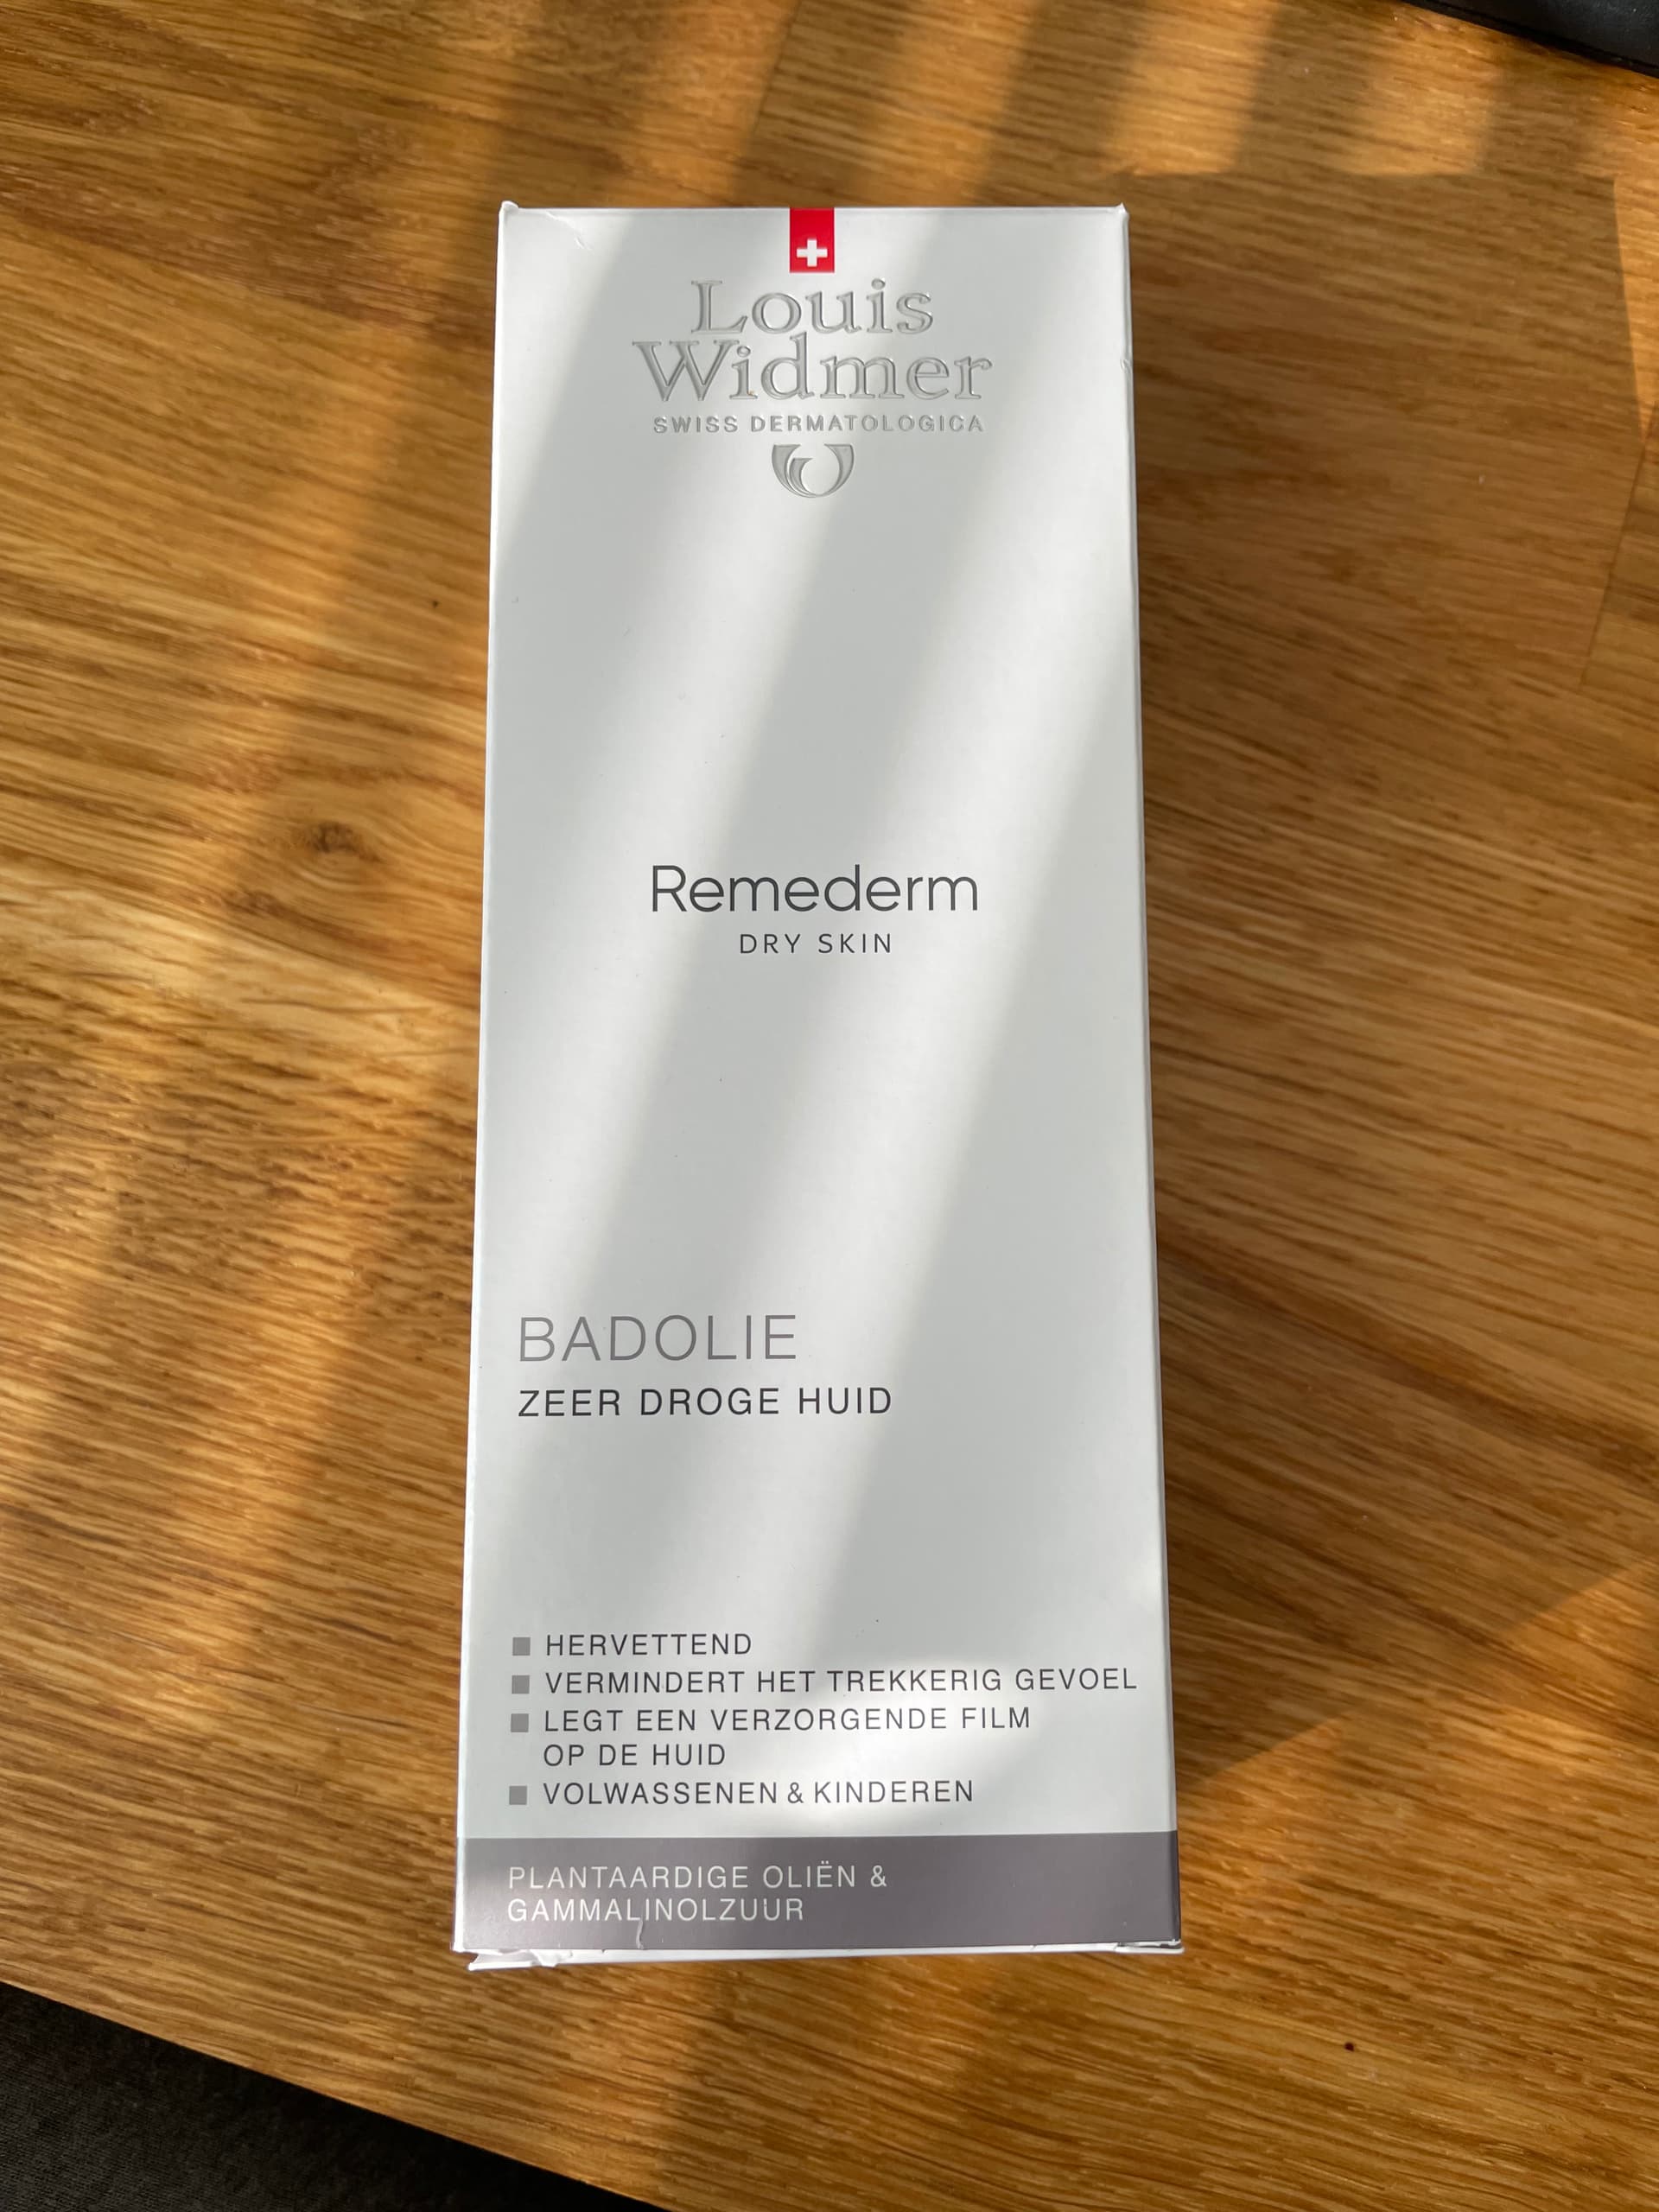 Louis
Widmer
SWISS DERMATOLOGICA
Remederm
DRY SKIN
BADOLIE
ZEER DROGE HUID
HERVETTEND
VERMINDERT HET TREKKERIG GEVOEL
LEGT EEN VERZORGENDE FILM
OP DE HUID
VOLWASSENEN & KINDEREN
PLANTAARDIGE OLIËN &
GAMMALINOLZUUR